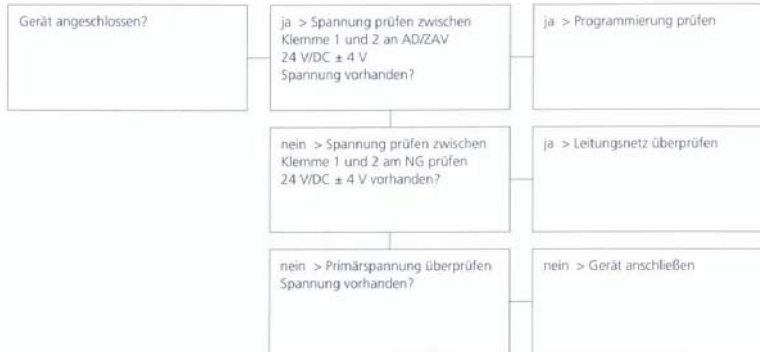 Gerät angeschlossen?
ja > Spannung prüfen zwischen
Klemme 1 und 2 an AD/ZAV
24 V/DC ± 4 V
Spannung vorhanden?
ja > Programmierung prüfen
nein > Spannung prüfen zwischen
Klemme 1 und 2 am NG prüfen
24 V/DC ± 4 V vorhanden?
ja > Leitungsnetz überprüfen
nein > Primärspannung überprüfen
Spannung vorhanden?
nein > Gerät anschließen